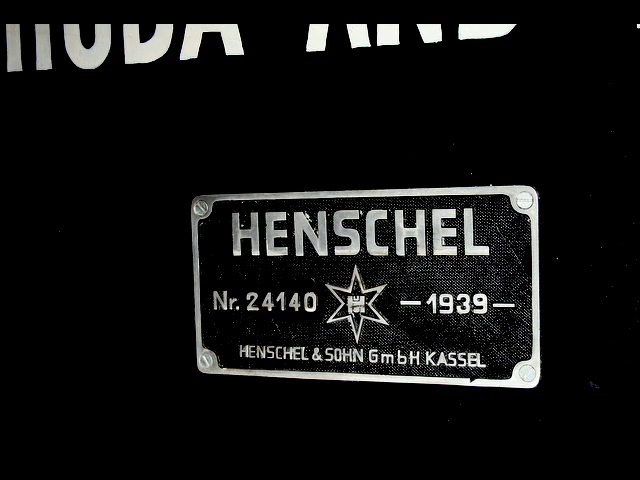 HENSCHEL
Nr. 24140 —1939—
HENSCHEL & SOHN GmbH KASSEL